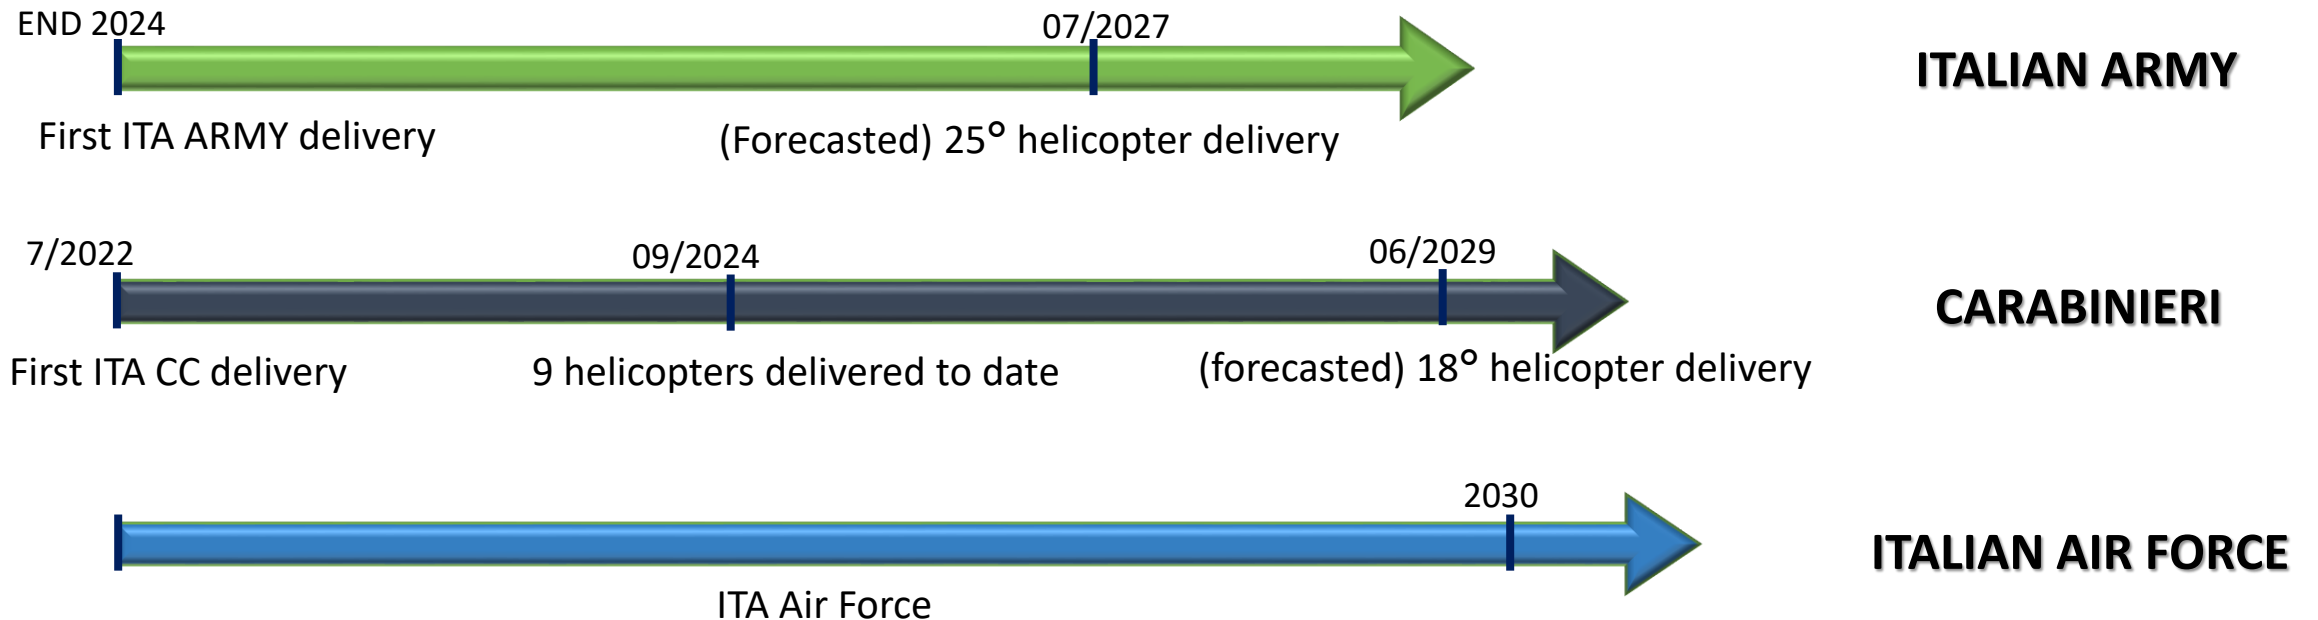 END 2024
07/2027
ITALIAN ARMY
First ITA ARMY delivery
(Forecasted) 25° helicopter delivery
7/2022
09/2024
06/2029
CARABINIERI
First ITA CC delivery
9 helicopters delivered to date
(forecasted) 18° helicopter delivery
2030
ITALIAN AIR FORCE
ITA Air Force